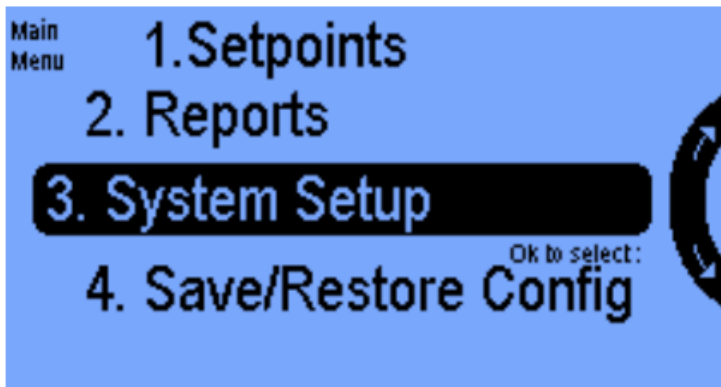 Main
Menu
1.Setpoints
2. Reports
3. System Setup
Ok to select:
4. Save/Restore Config